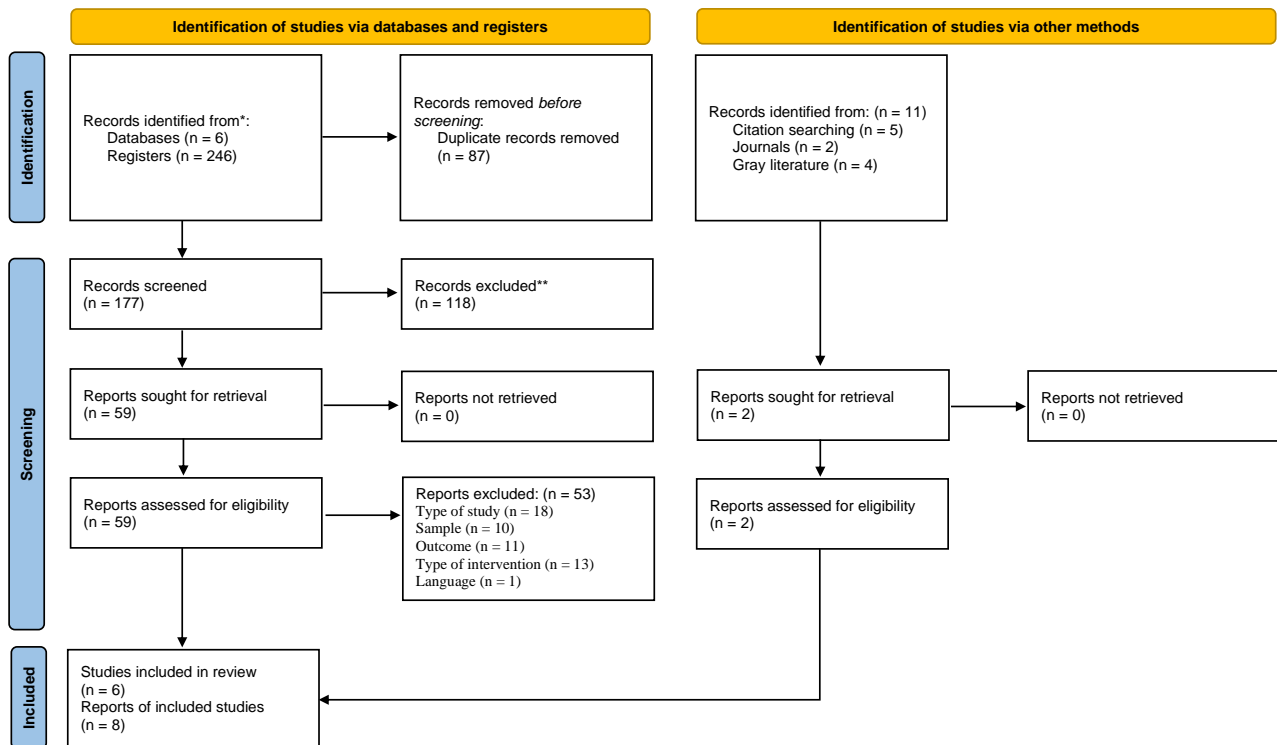 Identification of studies via databases and registers
Identification of studies via other methods
Identification
Records identified from*:
Databases (n = 6)
Registers (n = 246)
Records removed before
screening:
Duplicate records removed
(n = 87)
Records identified from: (n = 11)
Citation searching (n = 5)
Journals (n = 2)
Gray literature (n = 4)
Screening
Records screened
(n = 177)
Records excluded**
(n = 118)
Reports sought for retrieval
(n = 59)
Reports not retrieved
(n = 0)
Reports sought for retrieval
(n = 2)
Reports not retrieved
(n = 0)
Reports assessed for eligibility
(n = 59)
Reports excluded: (n = 53)
Type of study (n = 18)
Sample (n = 10)
Outcome (n = 11)
Type of intervention (n = 13)
Language (n = 1)
Reports assessed for eligibility
(n = 2)
Included
Studies included in review
(n = 6)
Reports of included studies
(n = 8)